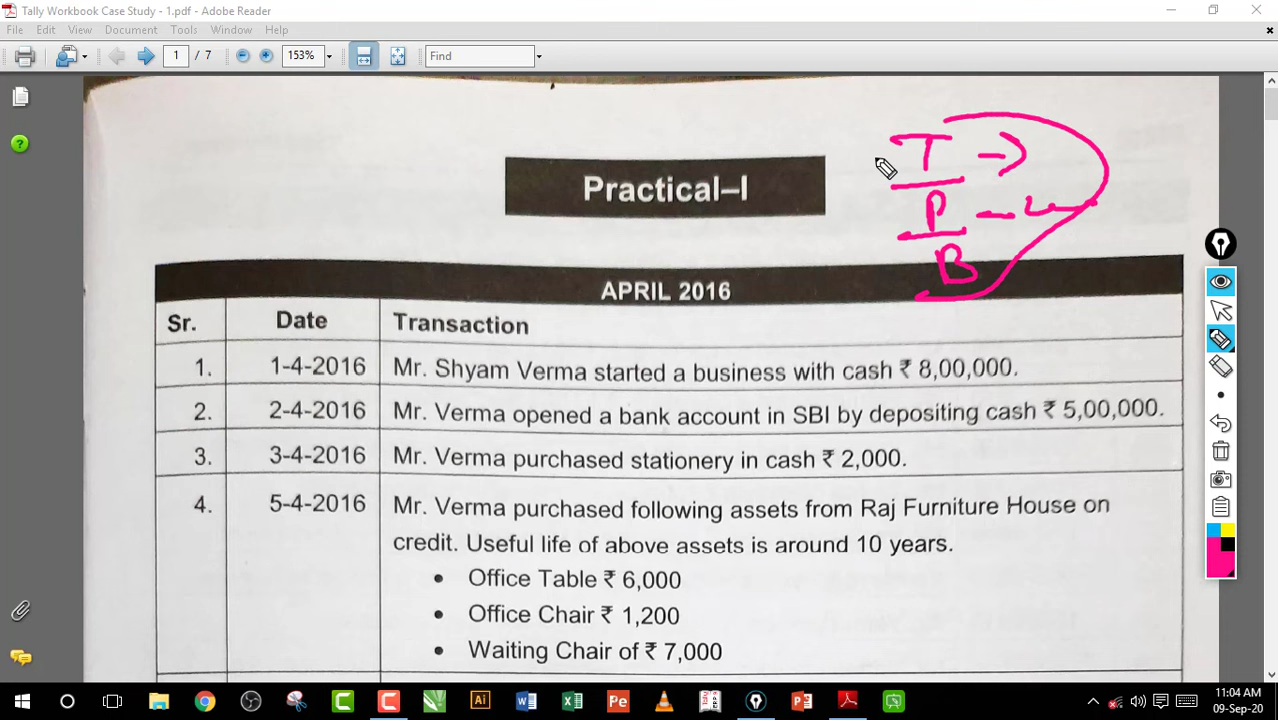 Tally Workbook Case Study - 1.pdf - Adobe Reader
File Edit View Document Tools Window Help
1 / 7 153% Find
T
P
B
Practical–I
APRIL 2016
Sr. Date Transaction
1. 1-4-2016 Mr. Shyam Verma started a business with cash ₹ 8,00,000.
2. 2-4-2016 Mr. Verma opened a bank account in SBI by depositing cash ₹ 5,00,000.
3. 3-4-2016 Mr. Verma purchased stationery in cash ₹ 2,000.
4. 5-4-2016 Mr. Verma purchased following assets from Raj Furniture House on
credit. Useful life of above assets is around 10 years.
• Office Table ₹ 6,000
• Office Chair ₹ 1,200
• Waiting Chair of ₹ 7,000
11:04 AM
09-Sep-20